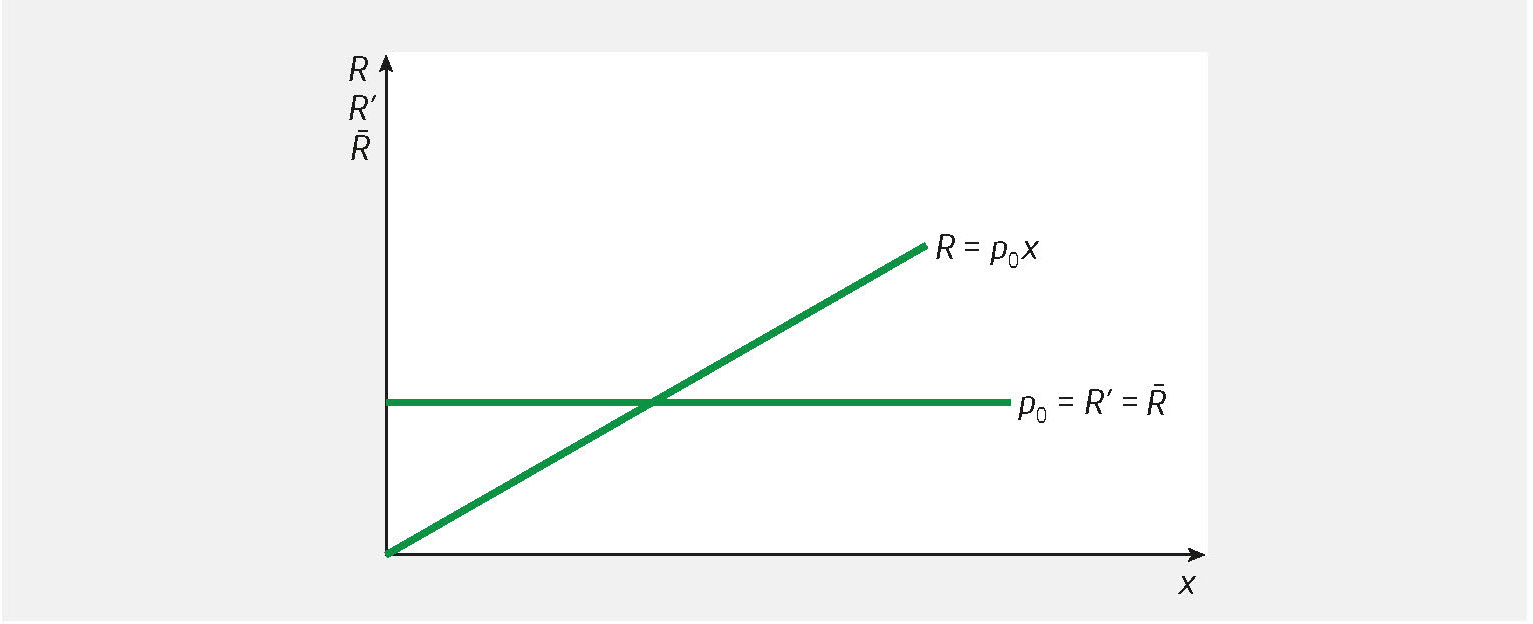 R
R′
R̄
R = p₀x
p₀ = R′ = R̄
x